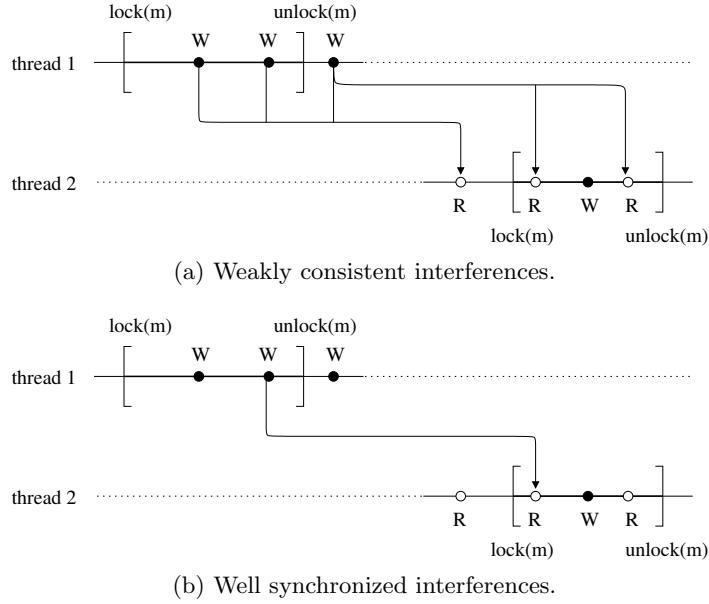 lock(m) unlock(m)
W W W
thread 1
thread 2
R R W R
lock(m) unlock(m)
(a) Weakly consistent interferences.
lock(m) unlock(m)
W W W
thread 1
thread 2
R R W R
lock(m) unlock(m)
(b) Well synchronized interferences.